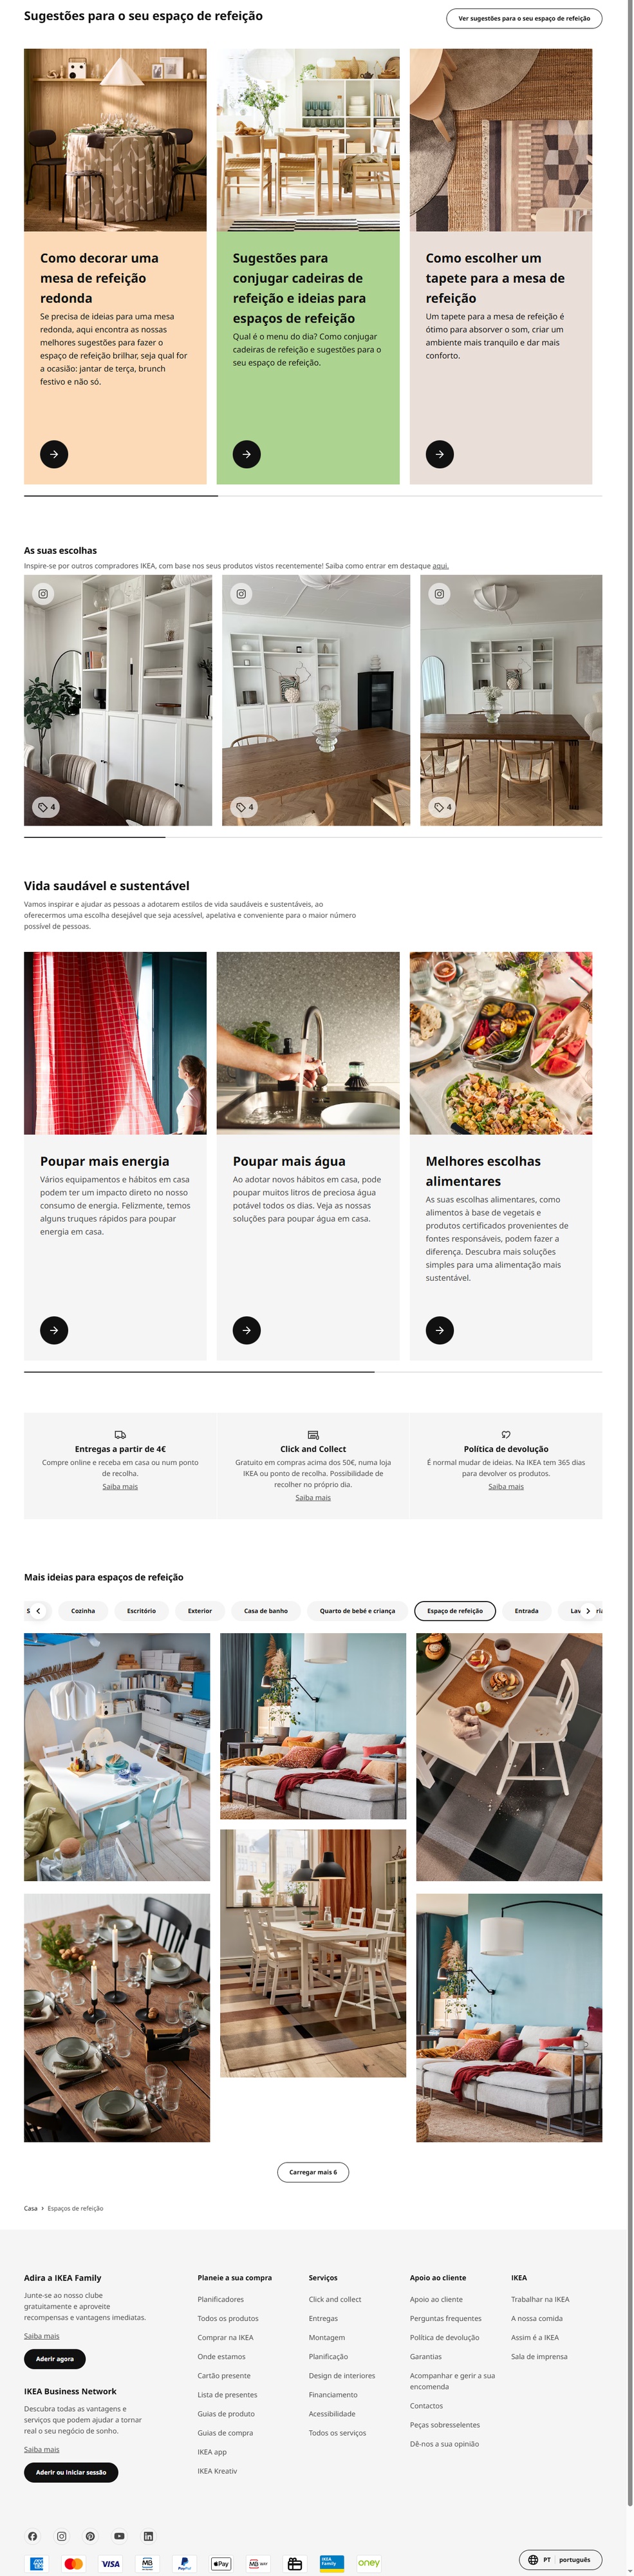 Sugestões para o seu espaço de refeição
Ver sugestões para o seu espaço de refeição
Como decorar uma
mesa de refeição
redonda
Se precisa de ideias para uma mesa
redonda, aqui encontra as nossas
melhores sugestões para fazer o
espaço de refeição brilhar, seja qual for
a ocasião: jantar de terça, brunch
festivo e não só.
Sugestões para
conjugar cadeiras de
refeição e ideias para
espaços de refeição
Qual é o menu do dia? Como conjugar
cadeiras de refeição e sugestões para o
seu espaço de refeição.
Como escolher um
tapete para a mesa de
refeição
Um tapete para a mesa de refeição é
ótimo para absorver o som, criar um
ambiente mais tranquilo e dar mais
conforto.
As suas escolhas
Inspire-se por outros compradores IKEA, com base nos seus produtos vistos recentemente! Saiba como entrar em destaque aqui.
4
4
4
Vida saudável e sustentável
Vamos inspirar e ajudar as pessoas a adotarem estilos de vida saudáveis e sustentáveis, ao
oferecermos uma escolha desejável que seja acessível, apelativa e conveniente para o maior número
possível de pessoas.
Poupar mais energia
Vários equipamentos e hábitos em casa
podem ter um impacto direto no nosso
consumo de energia. Felizmente, temos
alguns truques rápidos para poupar
energia em casa.
Poupar mais água
Ao adotar novos hábitos em casa, pode
poupar muitos litros de preciosa água
potável todos os dias. Veja as nossas
soluções para poupar água em casa.
Melhores escolhas
alimentares
As suas escolhas alimentares, como
alimentos à base de vegetais e
produtos certificados provenientes de
fontes responsáveis, podem fazer a
diferença. Descubra mais soluções
simples para uma alimentação mais
sustentável.
Entregas a partir de 4€
Compre online e receba em casa ou num ponto
de recolha.
Saiba mais
Click and Collect
Gratuito em compras acima dos 50€, numa loja
IKEA ou ponto de recolha. Possibilidade de
recolher no próprio dia.
Saiba mais
Política de devolução
É normal mudar de ideias. Na IKEA tem 365 dias
para devolver os produtos.
Saiba mais
Mais ideias para espaços de refeição
Cozinha
Escritório
Exterior
Casa de banho
Quarto de bebé e criança
Espaço de refeição
Entrada
Carregar mais 6
Casa › Espaços de refeição
Adira a IKEA Family
Junte-se ao nosso clube
gratuitamente e aproveite
recompensas e vantagens imediatas.
Saiba mais
Aderir agora
IKEA Business Network
Descubra todas as vantagens e
serviços que podem ajudar a tornar
real o seu negócio de sonho.
Saiba mais
Aderir ou Iniciar sessão
Planeie a sua compra
Planificadores
Todos os produtos
Comprar na IKEA
Onde estamos
Cartão presente
Lista de presentes
Guias de produto
Guias de compra
IKEA app
IKEA Kreativ
Serviços
Click and collect
Entregas
Montagem
Planificação
Design de interiores
Financiamento
Acessibilidade
Todos os serviços
Apoio ao cliente
Apoio ao cliente
Perguntas frequentes
Política de devolução
Garantias
Acompanhar e gerir a sua
encomenda
Contactos
Peças sobresselentes
Dê-nos a sua opinião
IKEA
Trabalhar na IKEA
A nossa comida
Assim é a IKEA
Sala de imprensa
VISA
MB
PayPal
Pay
MB WAY
IKEA
Family
oney
PT
português